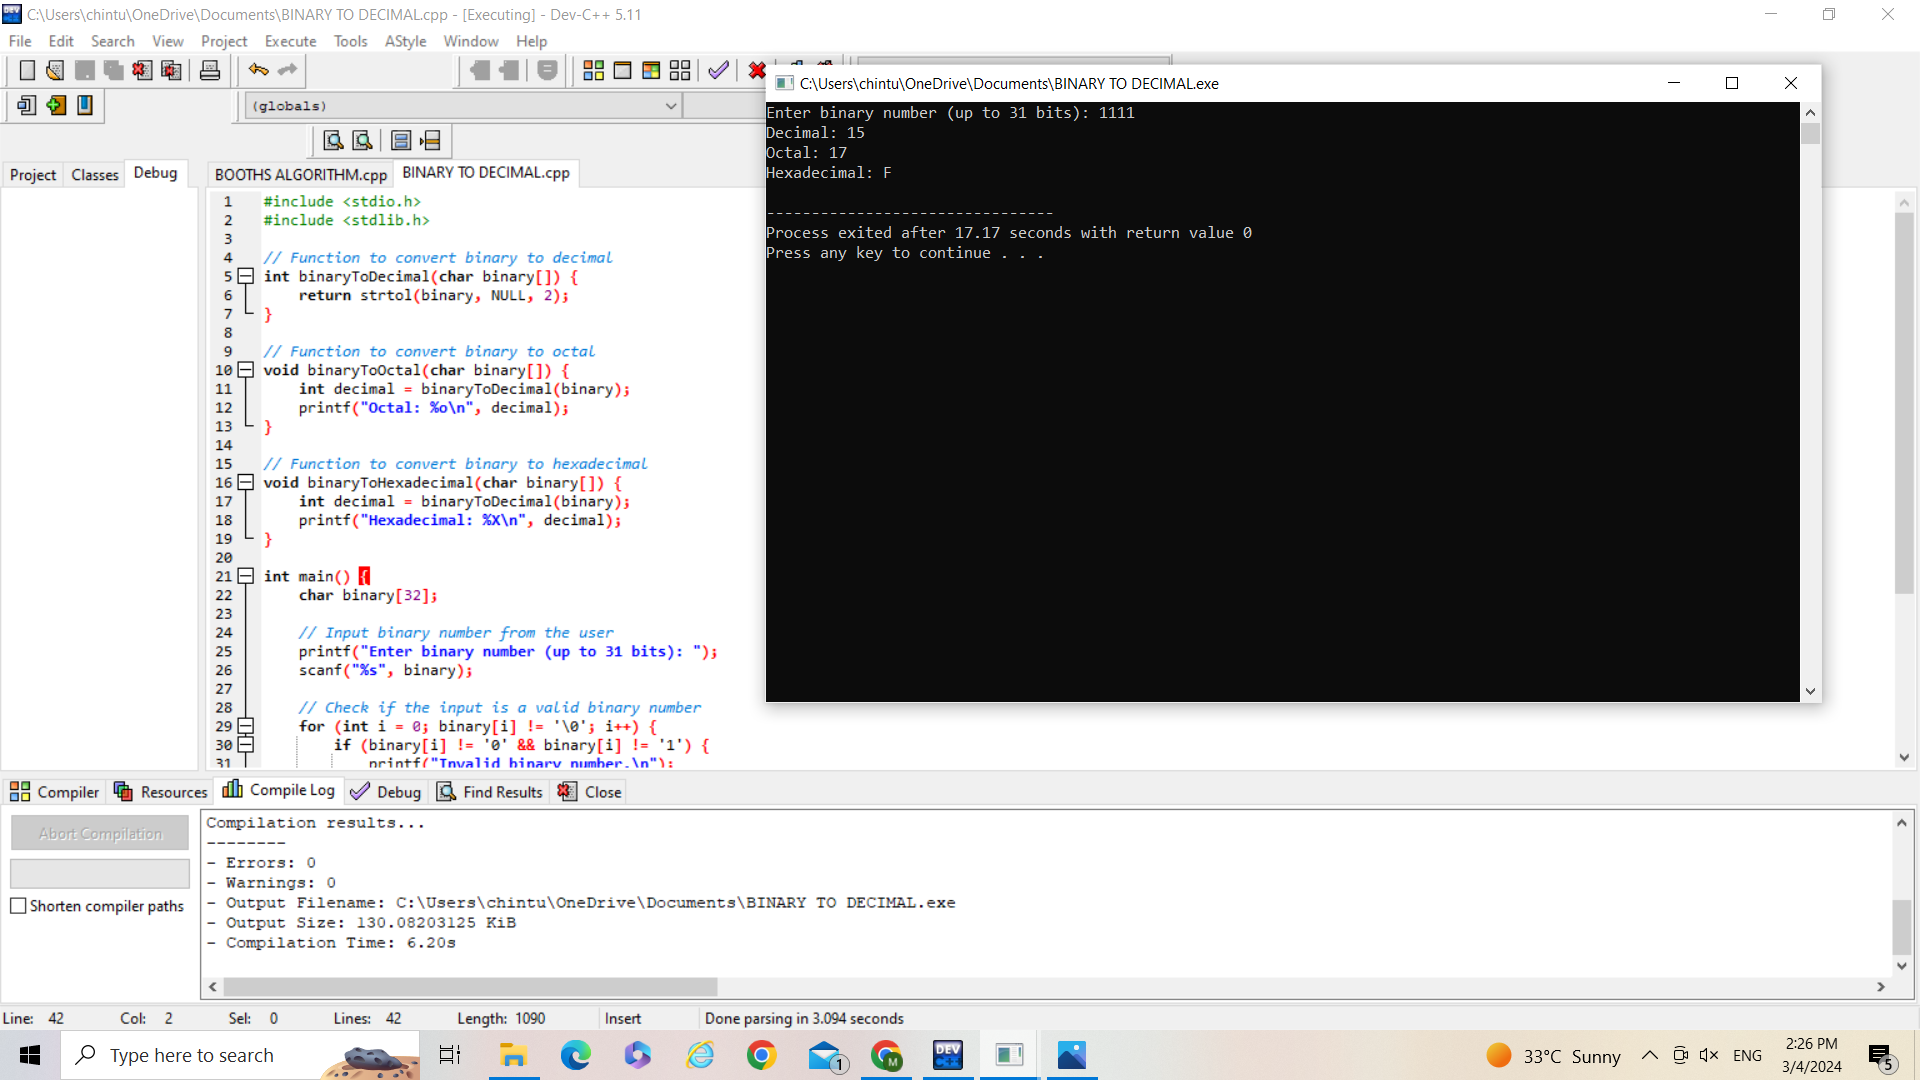 C:\Users\chintu\OneDrive\Documents\BINARY TO DECIMAL.cpp - [Executing] - Dev-C++ 5.11
File Edit Search View Project Execute Tools AStyle Window Help
(globals)
Project Classes Debug
BOOTHS ALGORITHM.cpp BINARY TO DECIMAL.cpp
1 #include <stdio.h>
2 #include <stdlib.h>
3
4 // Function to convert binary to decimal
5 int binaryToDecimal(char binary[]) {
6 return strtol(binary, NULL, 2);
7 }
8
9 // Function to convert binary to octal
10 void binaryToOctal(char binary[]) {
11 int decimal = binaryToDecimal(binary);
12 printf("Octal: %o\n", decimal);
13 }
14
15 // Function to convert binary to hexadecimal
16 void binaryToHexadecimal(char binary[]) {
17 int decimal = binaryToDecimal(binary);
18 printf("Hexadecimal: %X\n", decimal);
19 }
20
21 int main() {
22 char binary[32];
23
24 // Input binary number from the user
25 printf("Enter binary number (up to 31 bits): ");
26 scanf("%s", binary);
27
28 // Check if the input is a valid binary number
29 for (int i = 0; binary[i] != '\0'; i++) {
30 if (binary[i] != '0' && binary[i] != '1') {
31 printf("Invalid binary number.\n");
C:\Users\chintu\OneDrive\Documents\BINARY TO DECIMAL.exe
Enter binary number (up to 31 bits): 1111
Decimal: 15
Octal: 17
Hexadecimal: F
--------------------------------
Process exited after 17.17 seconds with return value 0
Press any key to continue . . .
Compiler Resources Compile Log Debug Find Results Close
Abort Compilation
Shorten compiler paths
Compilation results...
--------
- Errors: 0
- Warnings: 0
- Output Filename: C:\Users\chintu\OneDrive\Documents\BINARY TO DECIMAL.exe
- Output Size: 130.08203125 KiB
- Compilation Time: 6.20s
Line: 42 Col: 2 Sel: 0 Lines: 42 Length: 1090 Insert Done parsing in 3.094 seconds
Type here to search
1
M
DEV C++
33°C Sunny
ENG
2:26 PM
3/4/2024
5